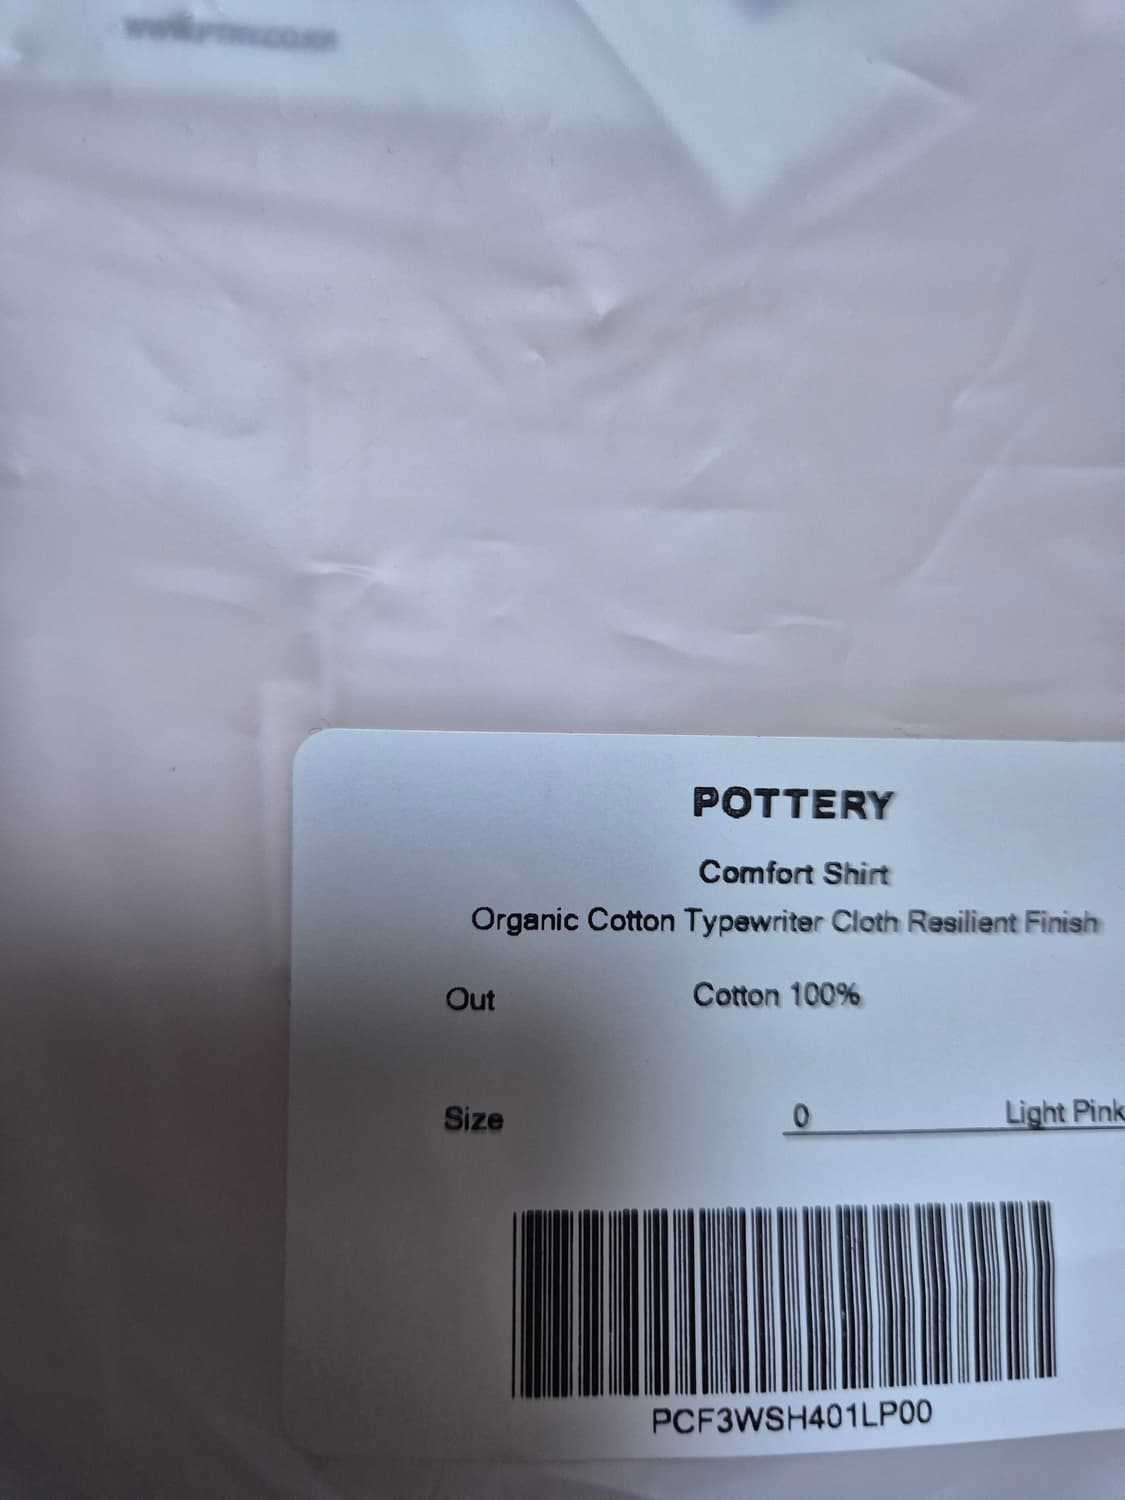 POTTERY
Comfort Shirt
Organic Cotton Typewriter Cloth Resilient Finish
Out Cotton 100%
Size 0 Light Pink
PCF3WSH401LP00